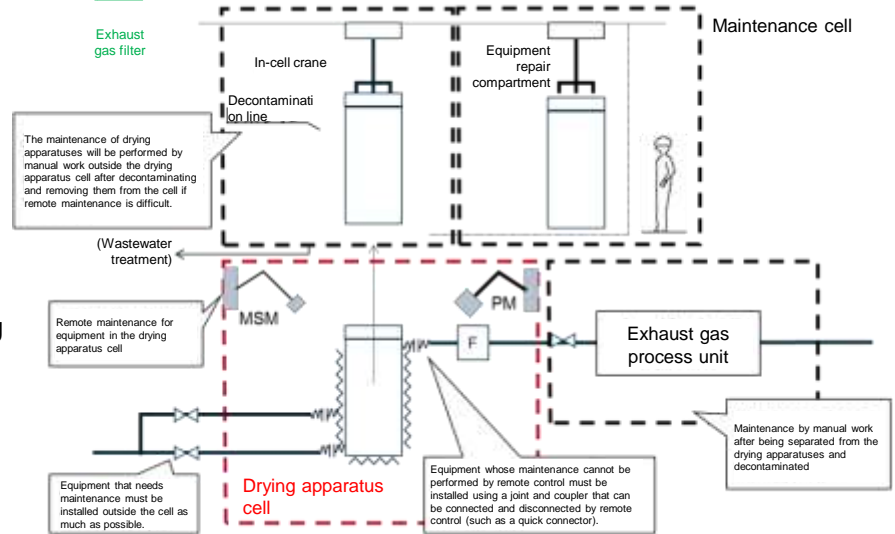 Exhaust
gas filter
In-cell crane
Decontaminati
on line
Equipment
repair
compartment
Maintenance cell
The maintenance of drying
apparatuses will be performed by
manual work outside the drying
apparatus cell after decontaminating
and removing them from the cell if
remote maintenance is difficult.
(Wastewater
treatment)
MSM
PM
Remote maintenance for
equipment in the drying
apparatus cell
F
Exhaust gas
process unit
Equipment that needs
maintenance must be
installed outside the cell as
much as possible.
Drying apparatus
cell
Equipment whose maintenance cannot be
performed by remote control must be
installed using a joint and coupler that can
be connected and disconnected by remote
control (such as a quick connector).
Maintenance by manual work
after being separated from the
drying apparatuses and
decontaminated